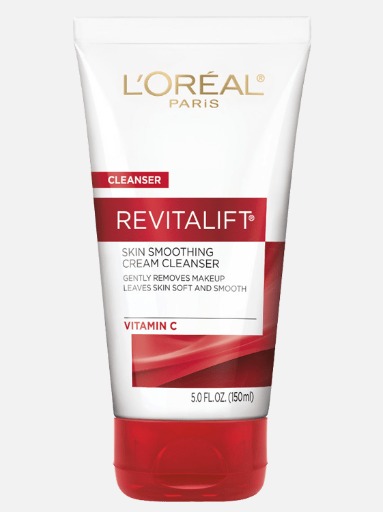 L'ORÉAL®
PARIS
CLEANSER
REVITALIFT®
SKIN SMOOTHING
CREAM CLEANSER
GENTLY REMOVES MAKEUP
LEAVES SKIN SOFT AND SMOOTH
VITAMIN C
5.0 FL.OZ. (150ml)